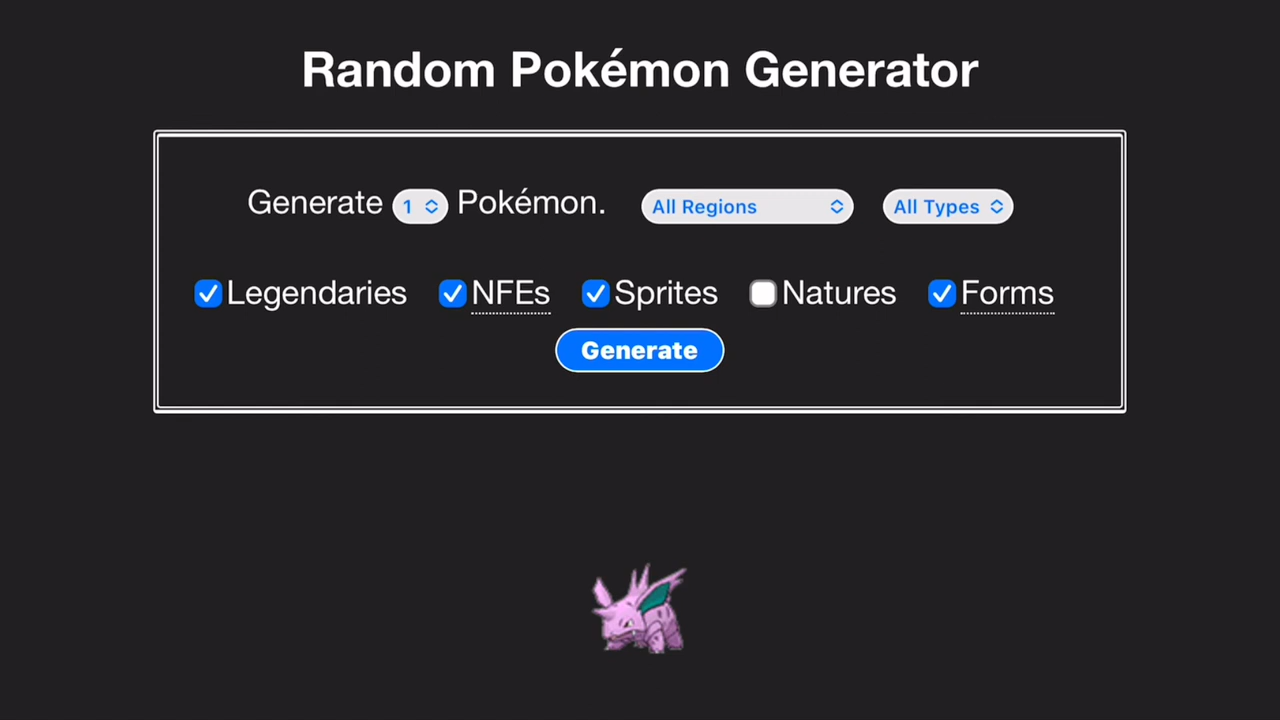 Random Pokémon Generator
Generate 1 Pokémon. All Regions All Types
Legendaries NFEs Sprites Natures Forms
Generate